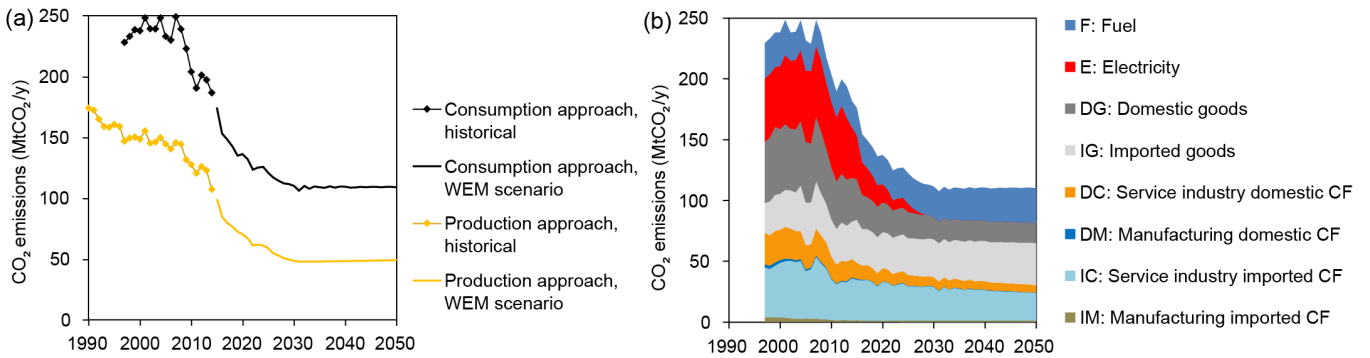 (a)
CO₂ emissions (MtCO₂/y)
250
200
150
100
50
0
1990 2000 2010 2020 2030 2040 2050
Consumption approach,
historical
Consumption approach,
WEM scenario
Production approach,
historical
Production approach,
WEM scenario
(b)
CO₂ emissions (MtCO₂/y)
250
200
150
100
50
0
1990 2000 2010 2020 2030 2040 2050
F: Fuel
E: Electricity
DG: Domestic goods
IG: Imported goods
DC: Service industry domestic CF
DM: Manufacturing domestic CF
IC: Service industry imported CF
IM: Manufacturing imported CF